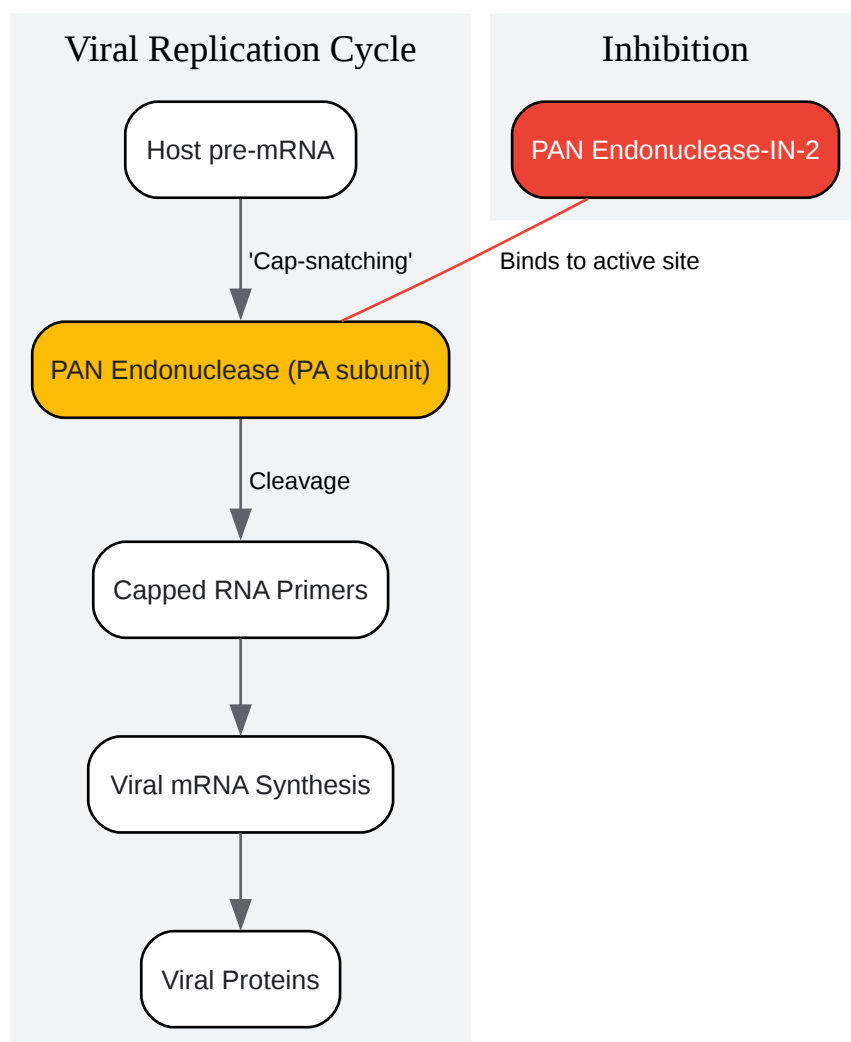 Viral Replication Cycle
Inhibition
Host pre-mRNA
PAN Endonuclease-IN-2
'Cap-snatching'
Binds to active site
PAN Endonuclease (PA subunit)
Cleavage
Capped RNA Primers
Viral mRNA Synthesis
Viral Proteins